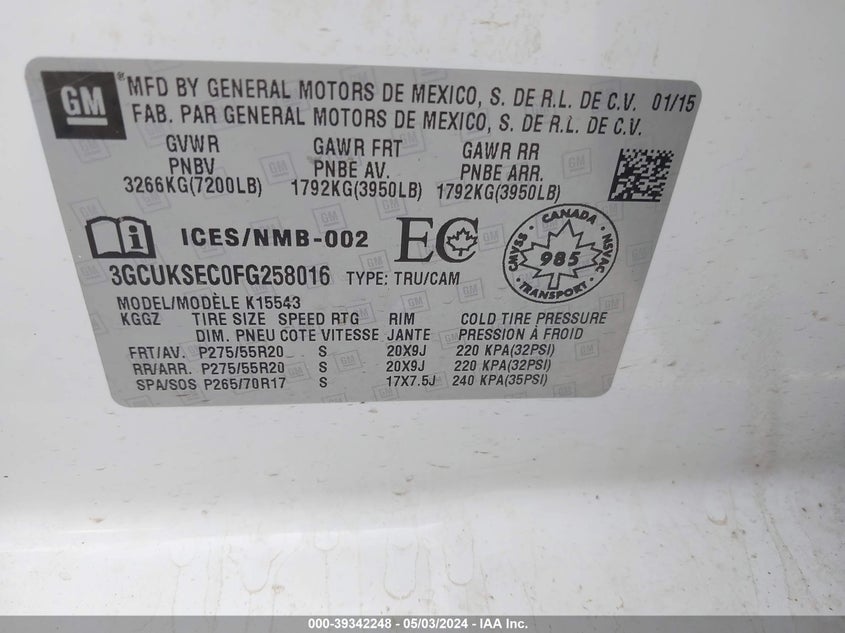 GM
® MFD BY GENERAL MOTORS DE MEXICO, S. DE R.L. DE C.V. 01/15
FAB. PAR GENERAL MOTORS DE MEXICO, S. DE R.L. DE C.V.
GVWR GAWR FRT GAWR RR
PNBV PNBE AV. PNBE ARR.
3266KG(7200LB) 1792KG(3950LB) 1792KG(3950LB)
i ICES/NMB-002 EC
CANADA CMVSS NSVAC 985 TRANSPORT
3GCUKSEC0FG258016 TYPE: TRU/CAM
MODEL/MODÈLE K15543
KGGZ TIRE SIZE SPEED RTG RIM COLD TIRE PRESSURE
DIM. PNEU COTE VITESSE JANTE PRESSION À FROID
FRT/AV. P275/55R20 S 20X9J 220 KPA(32PSI)
RR/ARR. P275/55R20 S 20X9J 220 KPA(32PSI)
SPA/SOS P265/70R17 S 17X7.5J 240 KPA(35PSI)
000-39342248 — 05/03/2024 — IAA Inc.